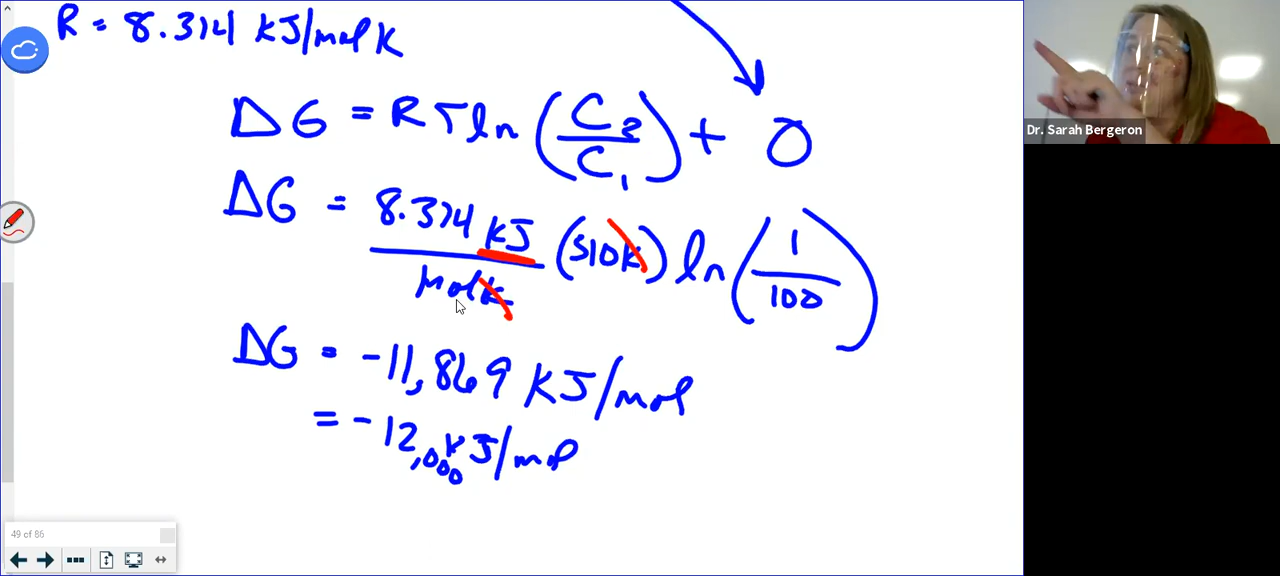 R = 8.314 KJ/mol K
ΔG = RT ln (C2/C1) + 0
ΔG = 8.314 KJ/mol K (310K) ln (1/100)
ΔG = -11,869 KJ/mol
= -12,000 KJ/mol
Dr. Sarah Bergeron
49 of 86